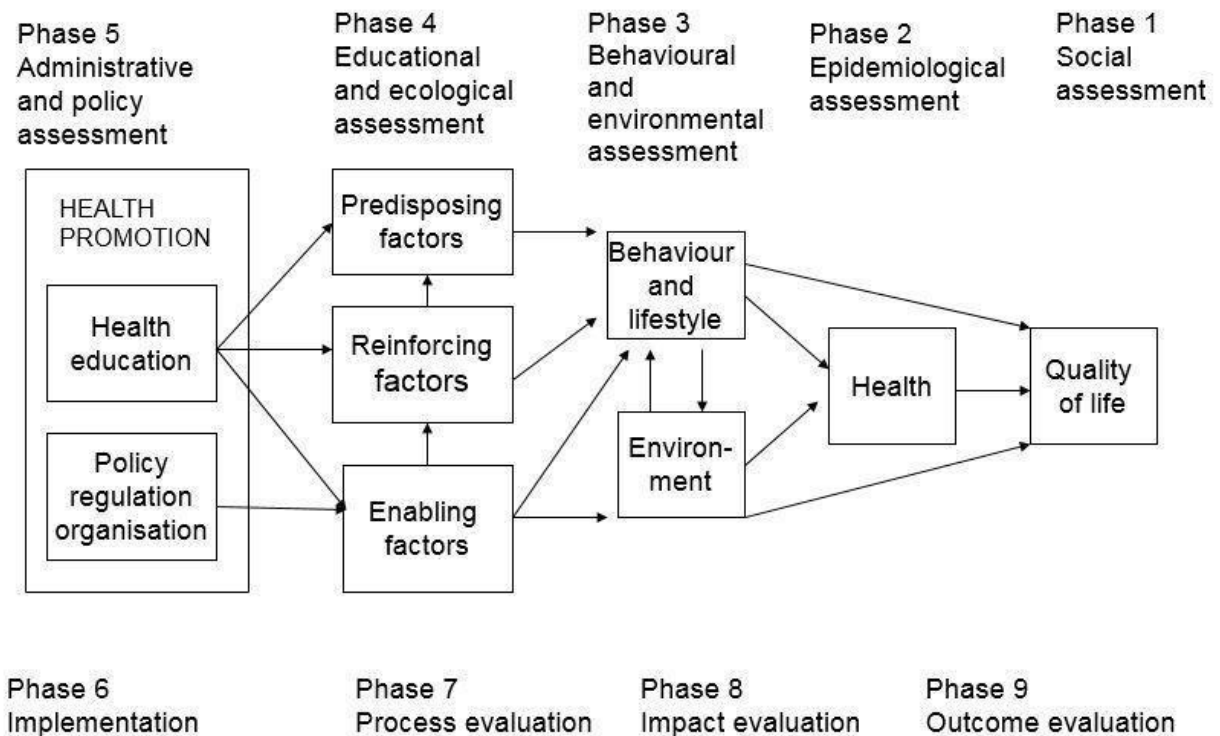 Phase 5
Administrative
and policy
assessment
Phase 4
Educational
and ecological
assessment
Phase 3
Behavioural
and
environmental
assessment
Phase 2
Epidemiological
assessment
Phase 1
Social
assessment
HEALTH
PROMOTION
Health
education
Policy
regulation
organisation
Predisposing
factors
Reinforcing
factors
Enabling
factors
Behaviour
and
lifestyle
Environ-
ment
Health
Quality
of life
Phase 6
Implementation
Phase 7
Process evaluation
Phase 8
Impact evaluation
Phase 9
Outcome evaluation